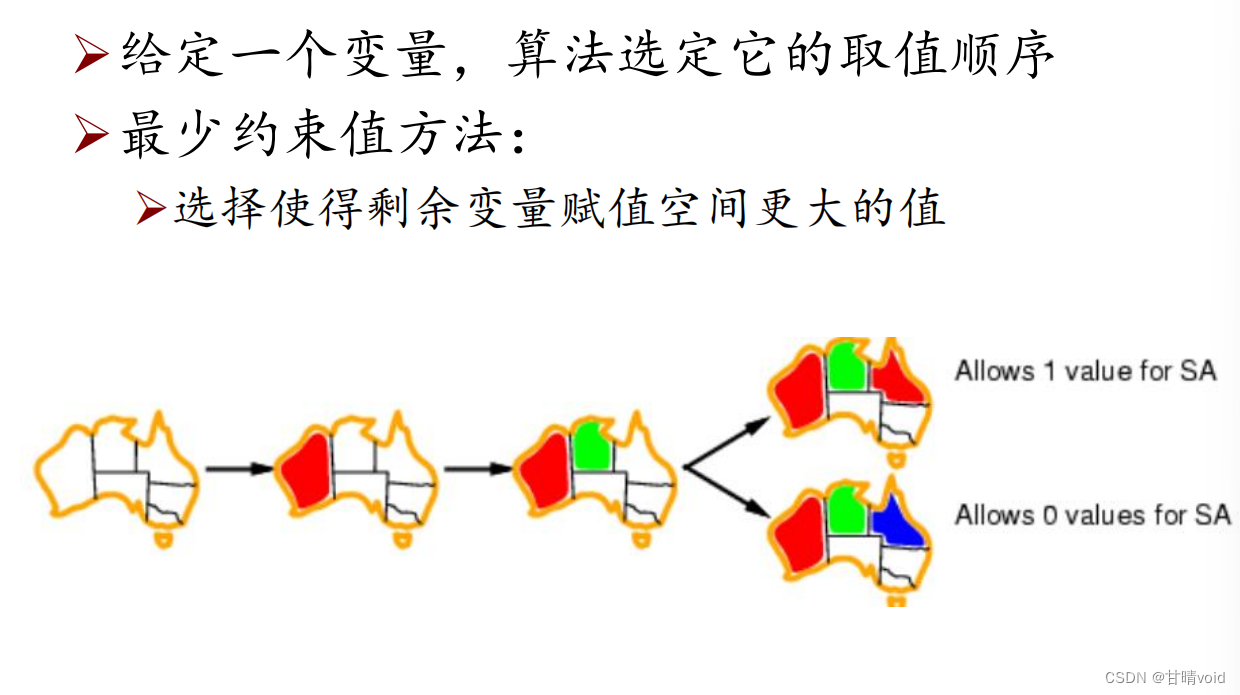 给定一个变量，算法选定它的取值顺序
最少约束值方法：
选择使得剩余变量赋值空间更大的值
Allows 1 value for SA
Allows 0 values for SA
CSDN @甘晴void